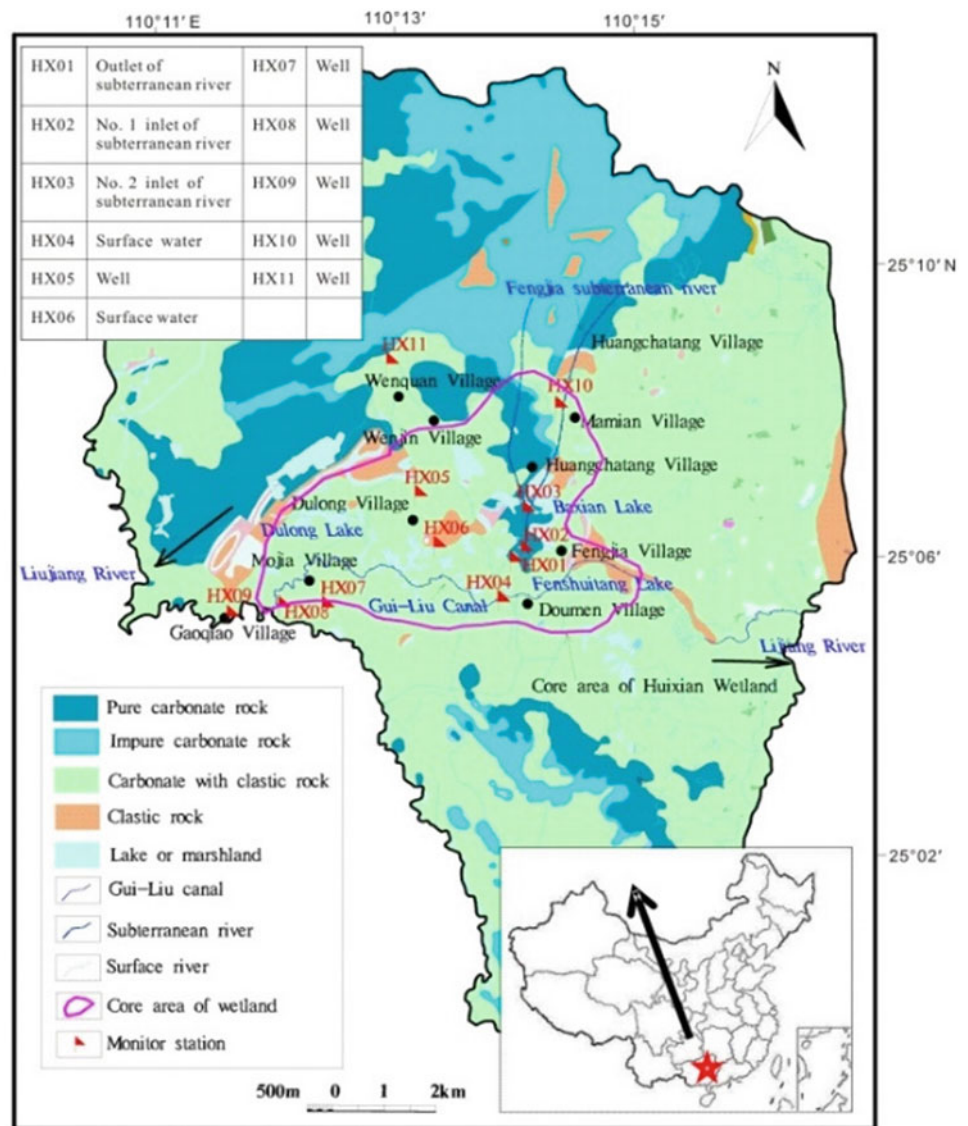 110°11′ E 110°13′ 110°15′
HX01 Outlet of subterranean river HX07 Well
HX02 No. 1 inlet of subterranean river HX08 Well
HX03 No. 2 inlet of subterranean river HX09 Well
HX04 Surface water HX10 Well
HX05 Well HX11 Well
HX06 Surface water
N
25°10′ N
Fengjia subterranean river
Huangchatang Village
HX11
Wenquan Village
HX10
Mamian Village
Wenjin Village
Huangchatang Village
HX05
HX03
Dulong Village
Baxian Lake
Dulong Lake
HX06
HX02
Fengjia Village
25°06′
Mojia Village
HX01
Liujiang River
HX04
Fenshuitang Lake
HX09
HX07
HX08
Gui-Liu Canal
Doumen Village
Gaoqiao Village
Lijiang River
Core area of Huixian Wetland
Pure carbonate rock
Impure carbonate rock
Carbonate with clastic rock
Clastic rock
Lake or marshland
Gui-Liu canal
Subterranean river
Surface river
Core area of wetland
Monitor station
25°02′
500m 0 1 2km